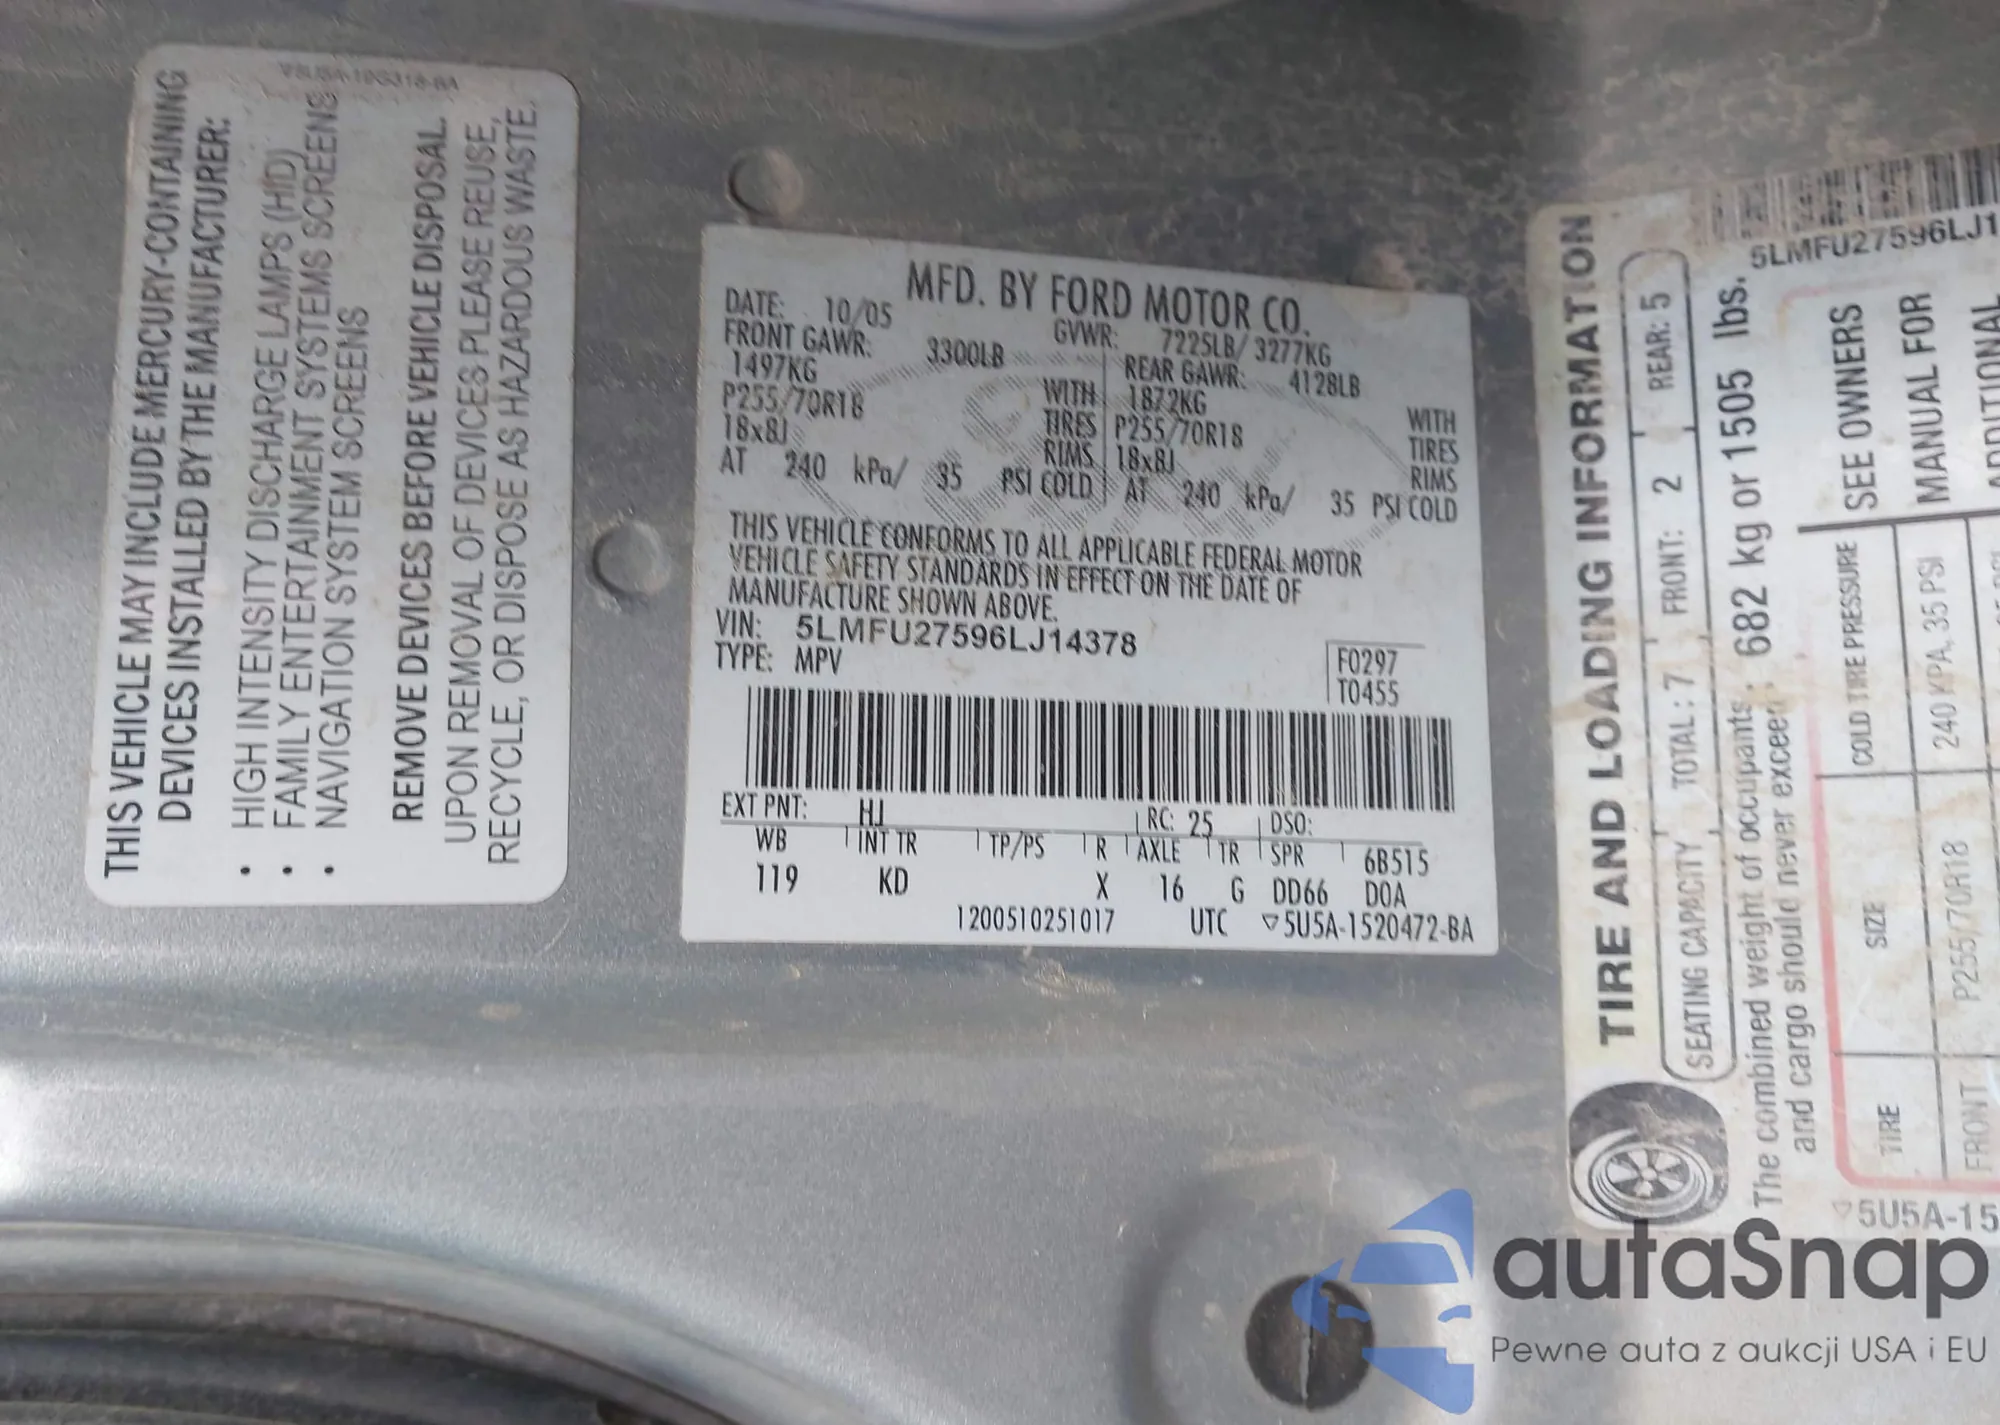 THIS VEHICLE MAY INCLUDE MERCURY-CONTAINING
DEVICES INSTALLED BY THE MANUFACTURER:
• HIGH INTENSITY DISCHARGE LAMPS (HID)
• FAMILY ENTERTAINMENT SYSTEMS SCREENS
• NAVIGATION SYSTEM SCREENS
REMOVE DEVICES BEFORE VEHICLE DISPOSAL.
UPON REMOVAL OF DEVICES PLEASE REUSE,
RECYCLE, OR DISPOSE AS HAZARDOUS WASTE.
MFD. BY FORD MOTOR CO.
DATE: 10/05 GVWR: 7225LB/ 3277KG
FRONT GAWR: 3300LB REAR GAWR: 4128LB
1497KG WITH 1872KG WITH
P255/70R18 TIRES P255/70R18 TIRES
18x8J RIMS 18x8J RIMS
AT 240 kPa/ 35 PSI COLD AT 240 kPa/ 35 PSI COLD
THIS VEHICLE CONFORMS TO ALL APPLICABLE FEDERAL MOTOR
VEHICLE SAFETY STANDARDS IN EFFECT ON THE DATE OF
MANUFACTURE SHOWN ABOVE.
VIN: 5LMFU27596LJ14378
TYPE: MPV
F0297
T0455
EXT PNT: HJ RC: 25 DSO:
WB INT TR TP/PS R AXLE TR SPR 6B515
119 KD X 16 G DD66 D0A
1200510251017 UTC ▽5U5A-1520472-BA
5LMFU27596LJ1
TIRE AND LOADING INFORMATION
SEATING CAPACITY TOTAL: 7 FRONT: 2 REAR: 5
The combined weight of occupants
and cargo should never exceed: 682 kg or 1505 lbs.
TIRE SIZE COLD TIRE PRESSURE SEE OWNERS
FRONT P255/70R18 240 KPA, 35 PSI MANUAL FOR
ADDITIONAL
▽5U5A-15
autaSnap
Pewne auta z aukcji USA i EU